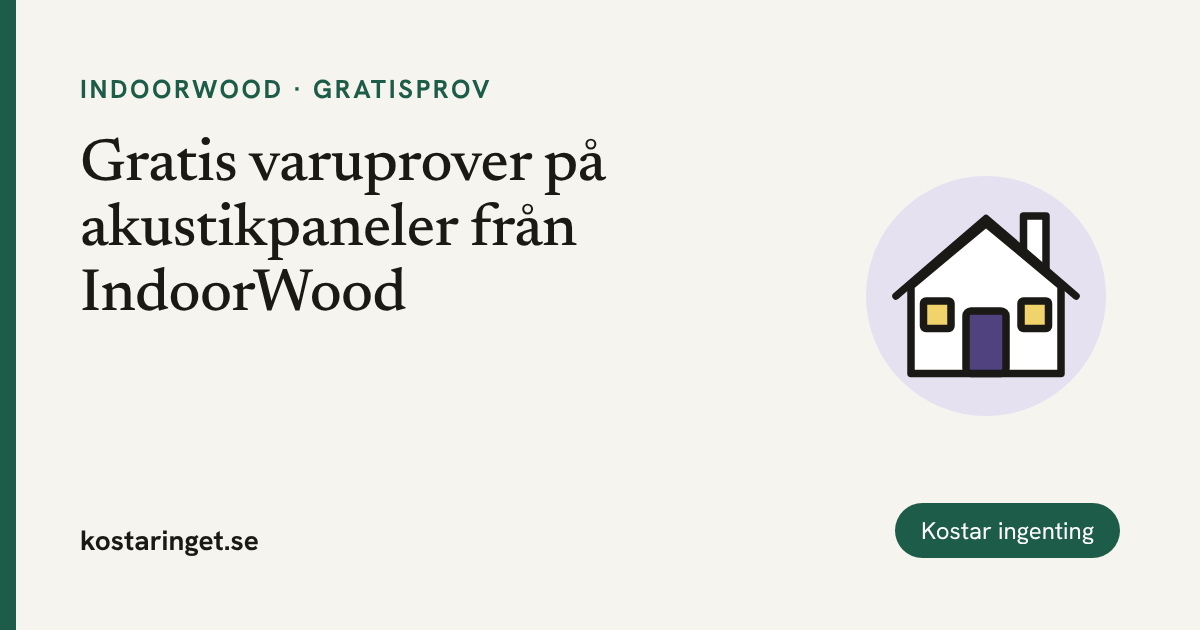 INDOORWOOD · GRATISPROV
Gratis varuprover på
akustikpaneler från
IndoorWood
kostaringet.se
Kostar ingenting